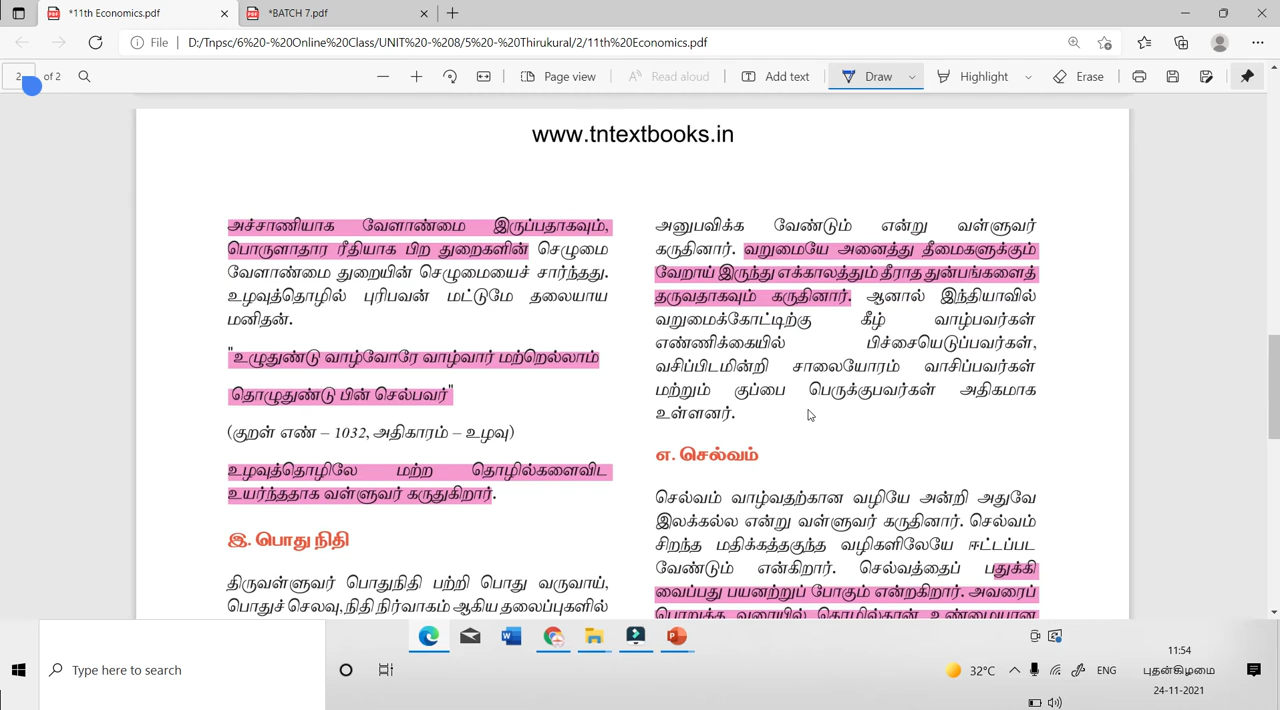 *11th Economics.pdf
*BATCH 7.pdf
File D:/Tnpsc/6%20-%20Online%20Class/UNIT%20-%208/5%20-%20Thirukural/2/11th%20Economics.pdf
2 of 2
Page view
Read aloud
Add text
Draw
Highlight
Erase
www.tntextbooks.in
அச்சாணியாக வேளாண்மை இருப்பதாகவும்,
பொருளாதார ரீதியாக பிற துறைகளின் செழுமை
வேளாண்மை துறையின் செழுமையைச் சார்ந்தது.
உழவுத்தொழில் புரிபவன் மட்டுமே தலையாய
மனிதன்.
"உழுதுண்டு வாழ்வோரே வாழ்வார் மற்றெல்லாம்
தொழுதுண்டு பின் செல்பவர்"
(குறள் எண் – 1032, அதிகாரம் – உழவு)
உழவுத்தொழிலே மற்ற தொழில்களைவிட
உயர்ந்ததாக வள்ளுவர் கருதுகிறார்.
இ. பொது நிதி
திருவள்ளுவர் பொதுநிதி பற்றி பொது வருவாய்,
பொதுச் செலவு,நிதி நிர்வாகம் ஆகிய தலைப்புகளில்
அனுபவிக்க வேண்டும் என்று வள்ளுவர்
கருதினார். வறுமையே அனைத்து தீமைகளுக்கும்
வேறாய் இருந்து எக்காலத்தும் தீராத துன்பங்களைத்
தருவதாகவும் கருதினார். ஆனால் இந்தியாவில்
வறுமைக்கோட்டிற்கு கீழ் வாழ்பவர்கள்
எண்ணிக்கையில் பிச்சையெடுப்பவர்கள்,
வசிப்பிடமின்றி சாலையோரம் வாசிப்பவர்கள்
மற்றும் குப்பை பெருக்குபவர்கள் அதிகமாக
உள்ளனர்.
எ. செல்வம்
செல்வம் வாழ்வதற்கான வழியே அன்றி அதுவே
இலக்கல்ல என்று வள்ளுவர் கருதினார். செல்வம்
சிறந்த மதிக்கத்தகுந்த வழிகளிலேயே ஈட்டப்பட
வேண்டும் என்கிறார். செல்வத்தைப் பதுக்கி
வைப்பது பயனற்றுப் போகும் என்றகிறார். அவரைப்
பொறுத்த வரையில் தொழில்தான் உண்மையான
Type here to search
32°C
ENG
11:54
புதன்கிழமை
24-11-2021